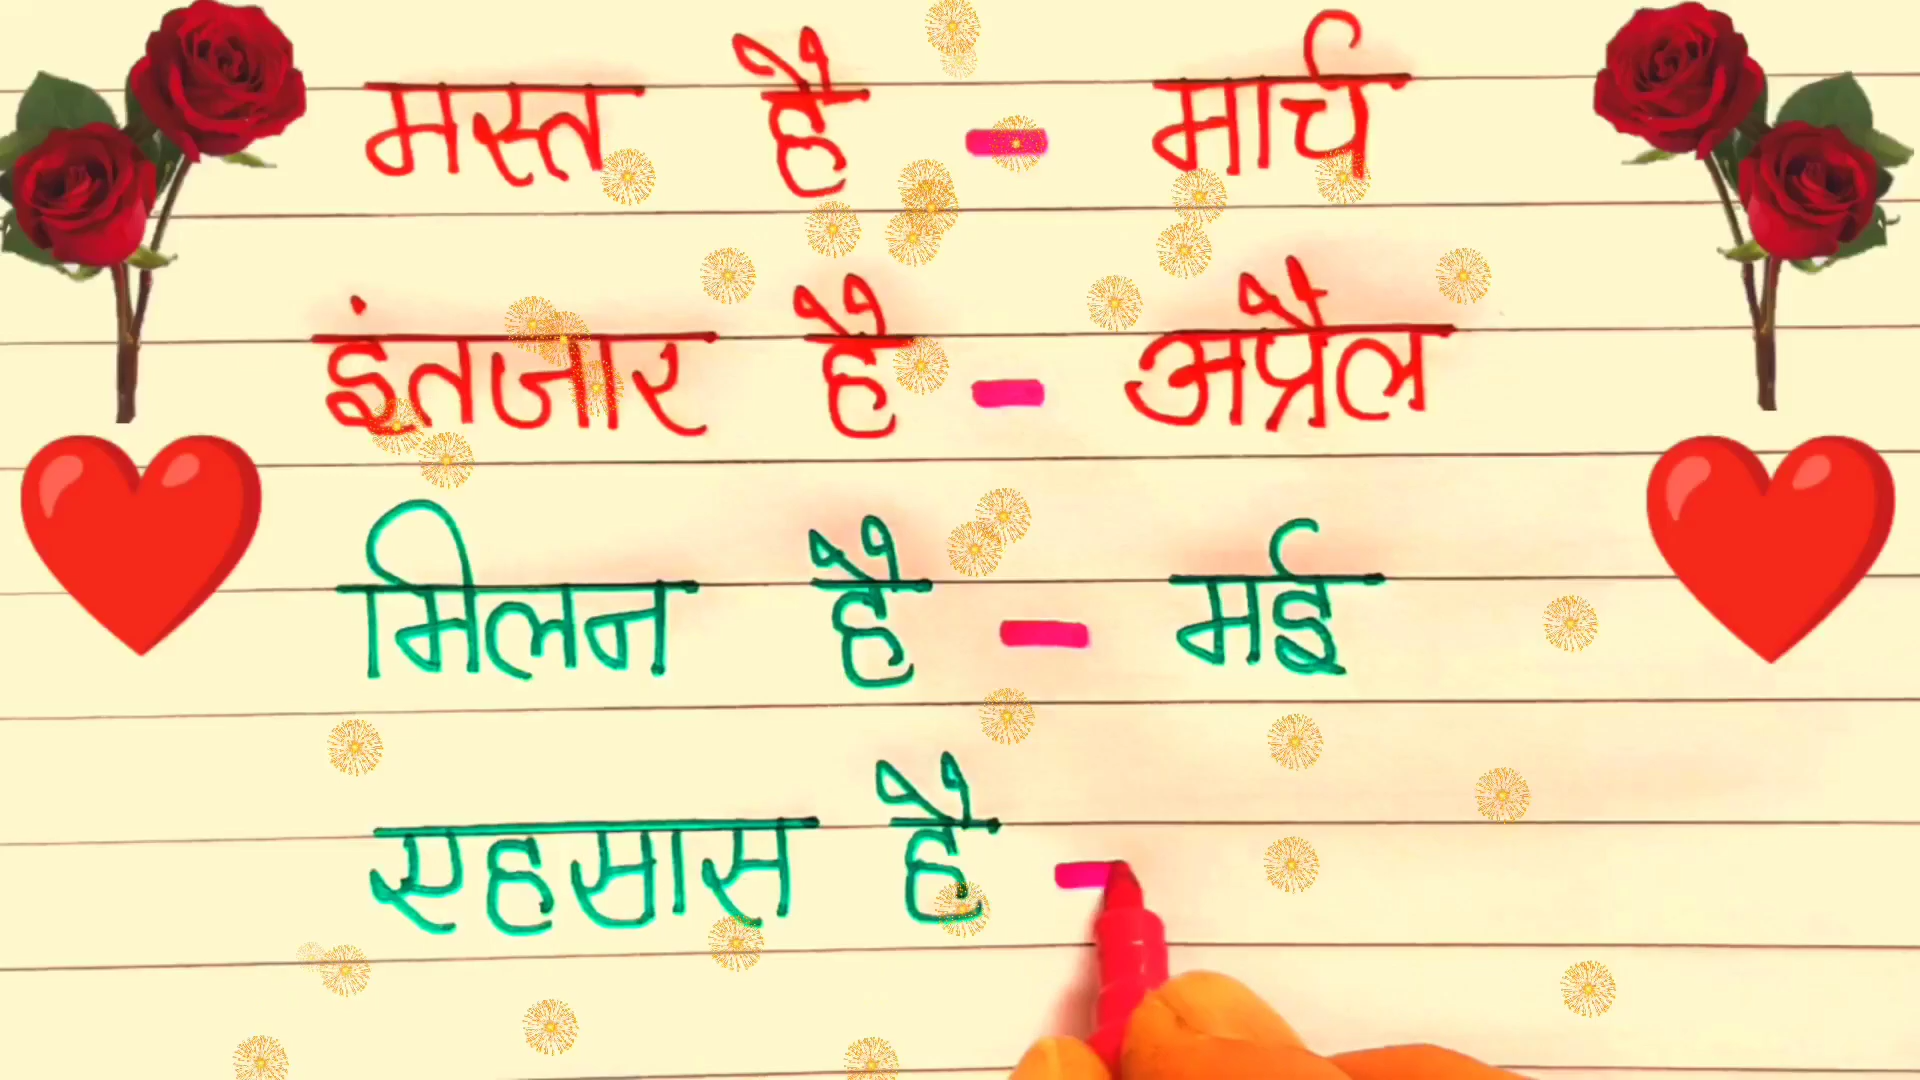 मस्त है - मार्च
इंतजार है - अप्रैल
मिलन है - मई
एहसास है -